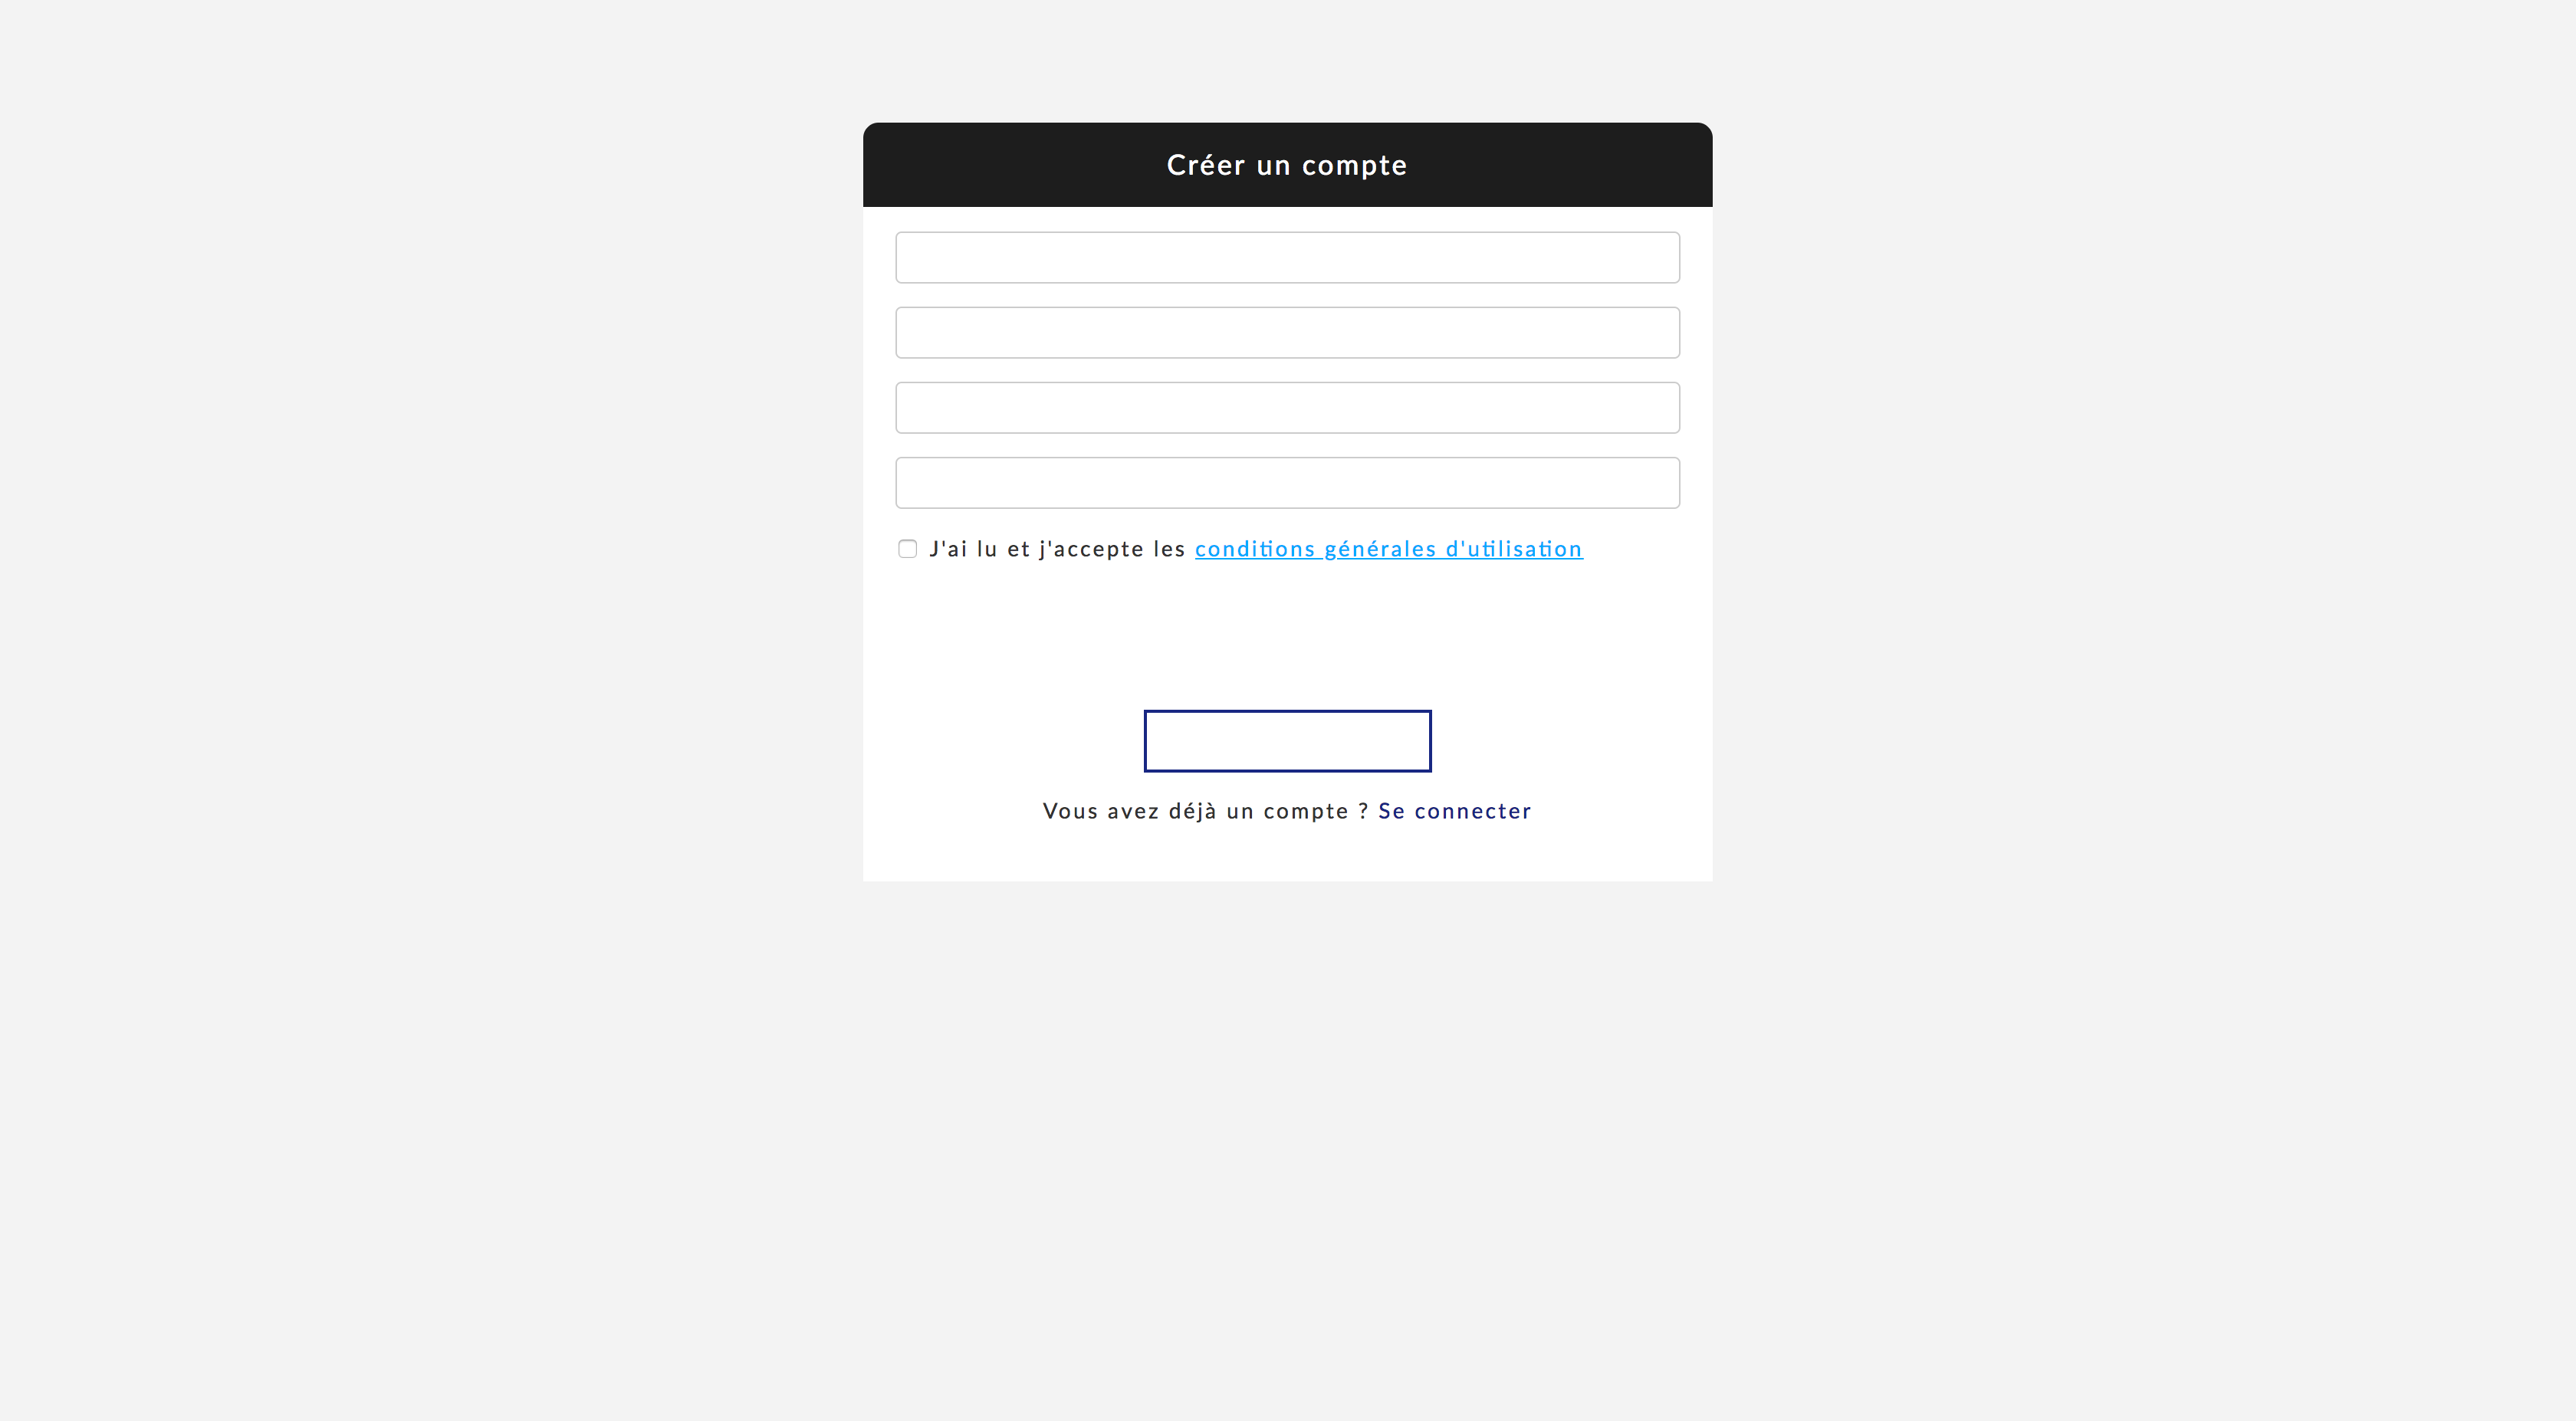 Créer un compte
J'ai lu et j'accepte les conditions générales d'utilisation
Vous avez déjà un compte ? Se connecter